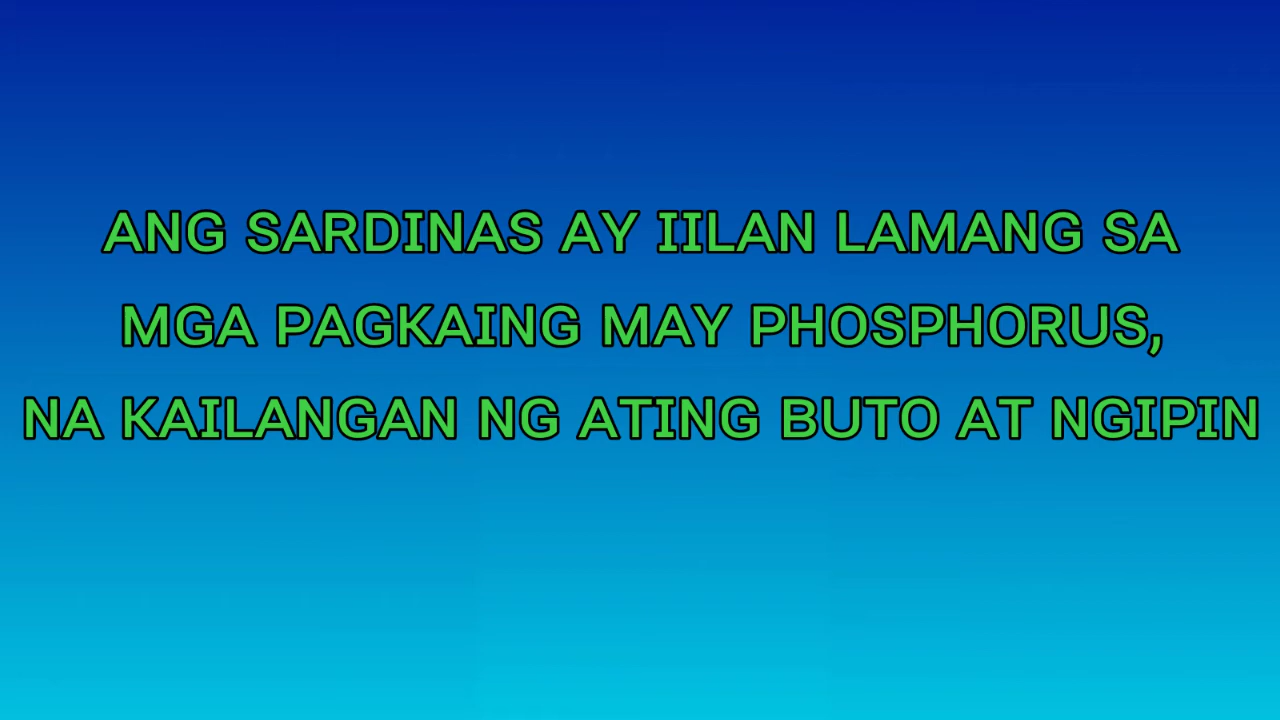 ANG SARDINAS AY IILAN LAMANG SA
MGA PAGKAING MAY PHOSPHORUS,
NA KAILANGAN NG ATING BUTO AT NGIPIN